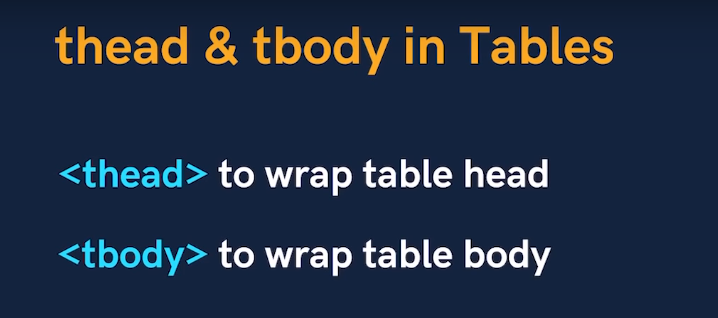 thead & tbody in Tables
<thead> to wrap table head
<tbody> to wrap table body